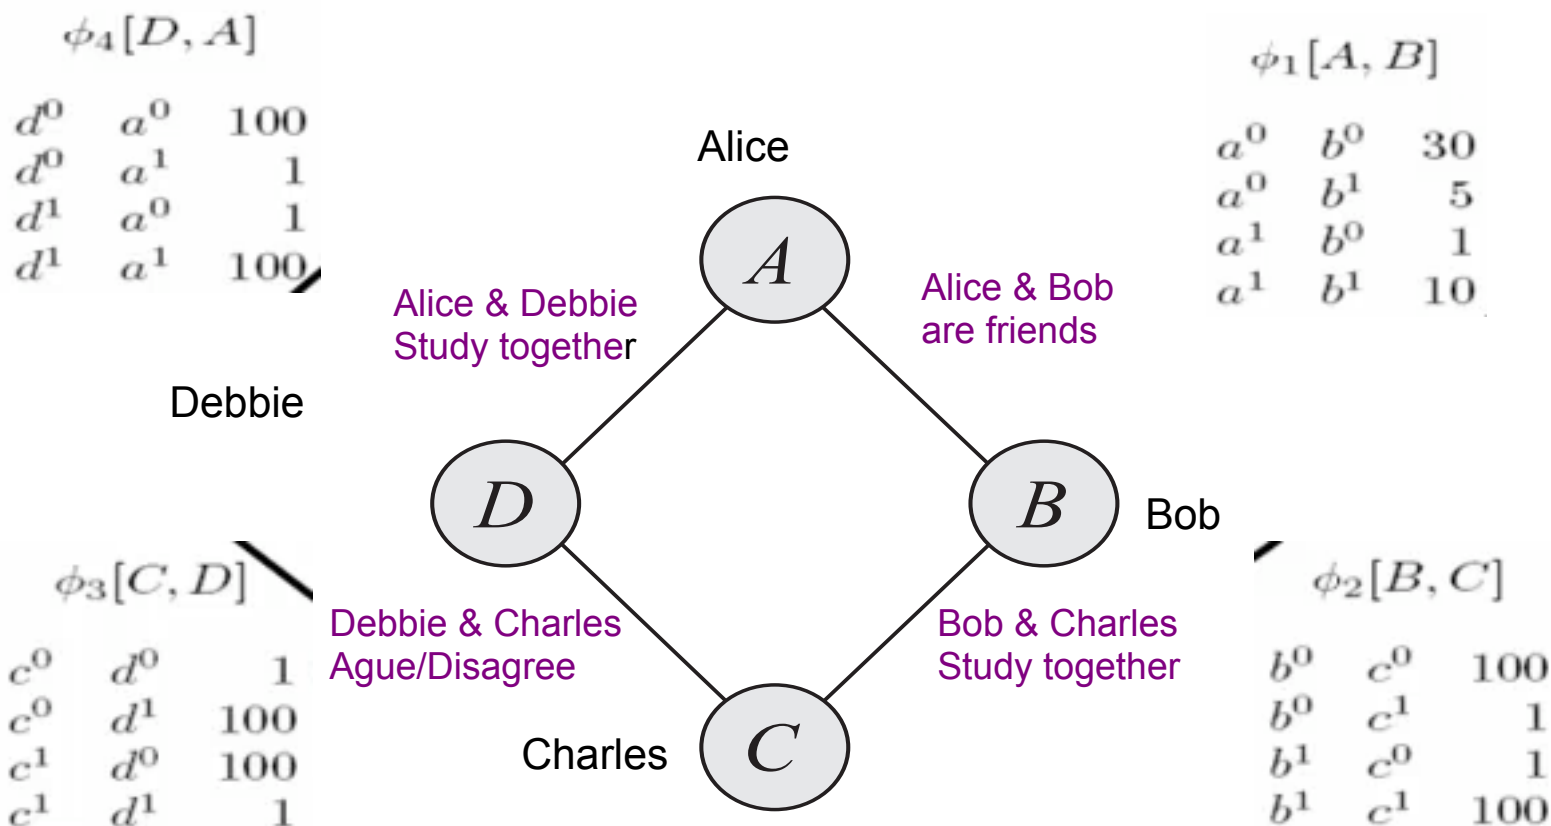 ϕ₄[D, A]
d⁰ a⁰ 100
d⁰ a¹ 1
d¹ a⁰ 1
d¹ a¹ 100
ϕ₁[A, B]
a⁰ b⁰ 30
a⁰ b¹ 5
a¹ b⁰ 1
a¹ b¹ 10
Alice
A
Alice & Debbie
Study together
Alice & Bob
are friends
Debbie
D
B
Bob
ϕ₃[C, D]
c⁰ d⁰ 1
c⁰ d¹ 100
c¹ d⁰ 100
c¹ d¹ 1
Debbie & Charles
Ague/Disagree
Bob & Charles
Study together
ϕ₂[B, C]
b⁰ c⁰ 100
b⁰ c¹ 1
b¹ c⁰ 1
b¹ c¹ 100
Charles
C